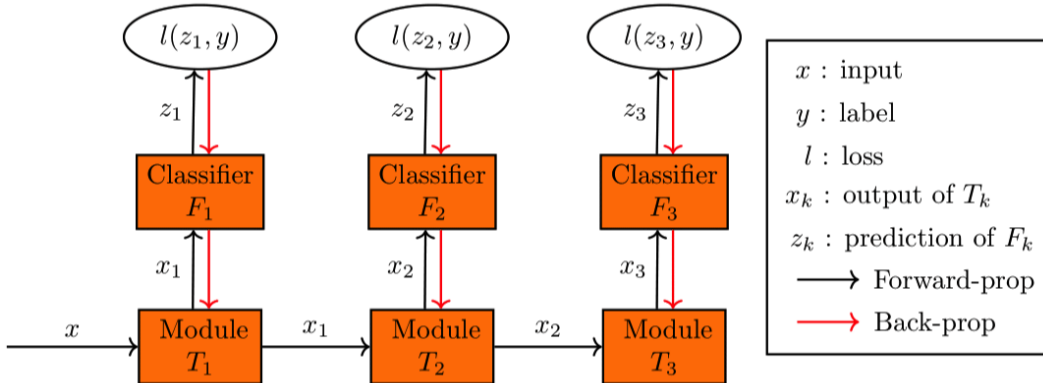 l(z₁, y)
l(z₂, y)
l(z₃, y)
z₁
z₂
z₃
Classifier
F₁
Classifier
F₂
Classifier
F₃
x₁
x₂
x₃
x
Module
T₁
x₁
Module
T₂
x₂
Module
T₃
x : input
y : label
l : loss
xₖ : output of Tₖ
zₖ : prediction of Fₖ
Forward-prop
Back-prop